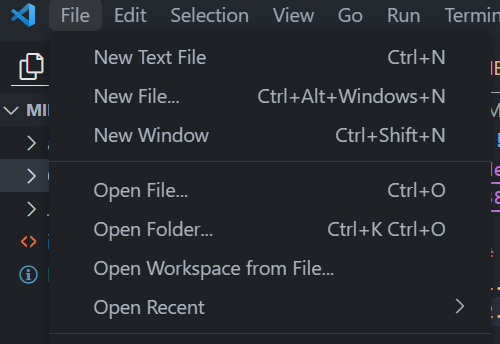 File Edit Selection View Go Run Termin
New Text File Ctrl+N
New File... Ctrl+Alt+Windows+N
New Window Ctrl+Shift+N
Open File... Ctrl+O
Open Folder... Ctrl+K Ctrl+O
Open Workspace from File...
Open Recent